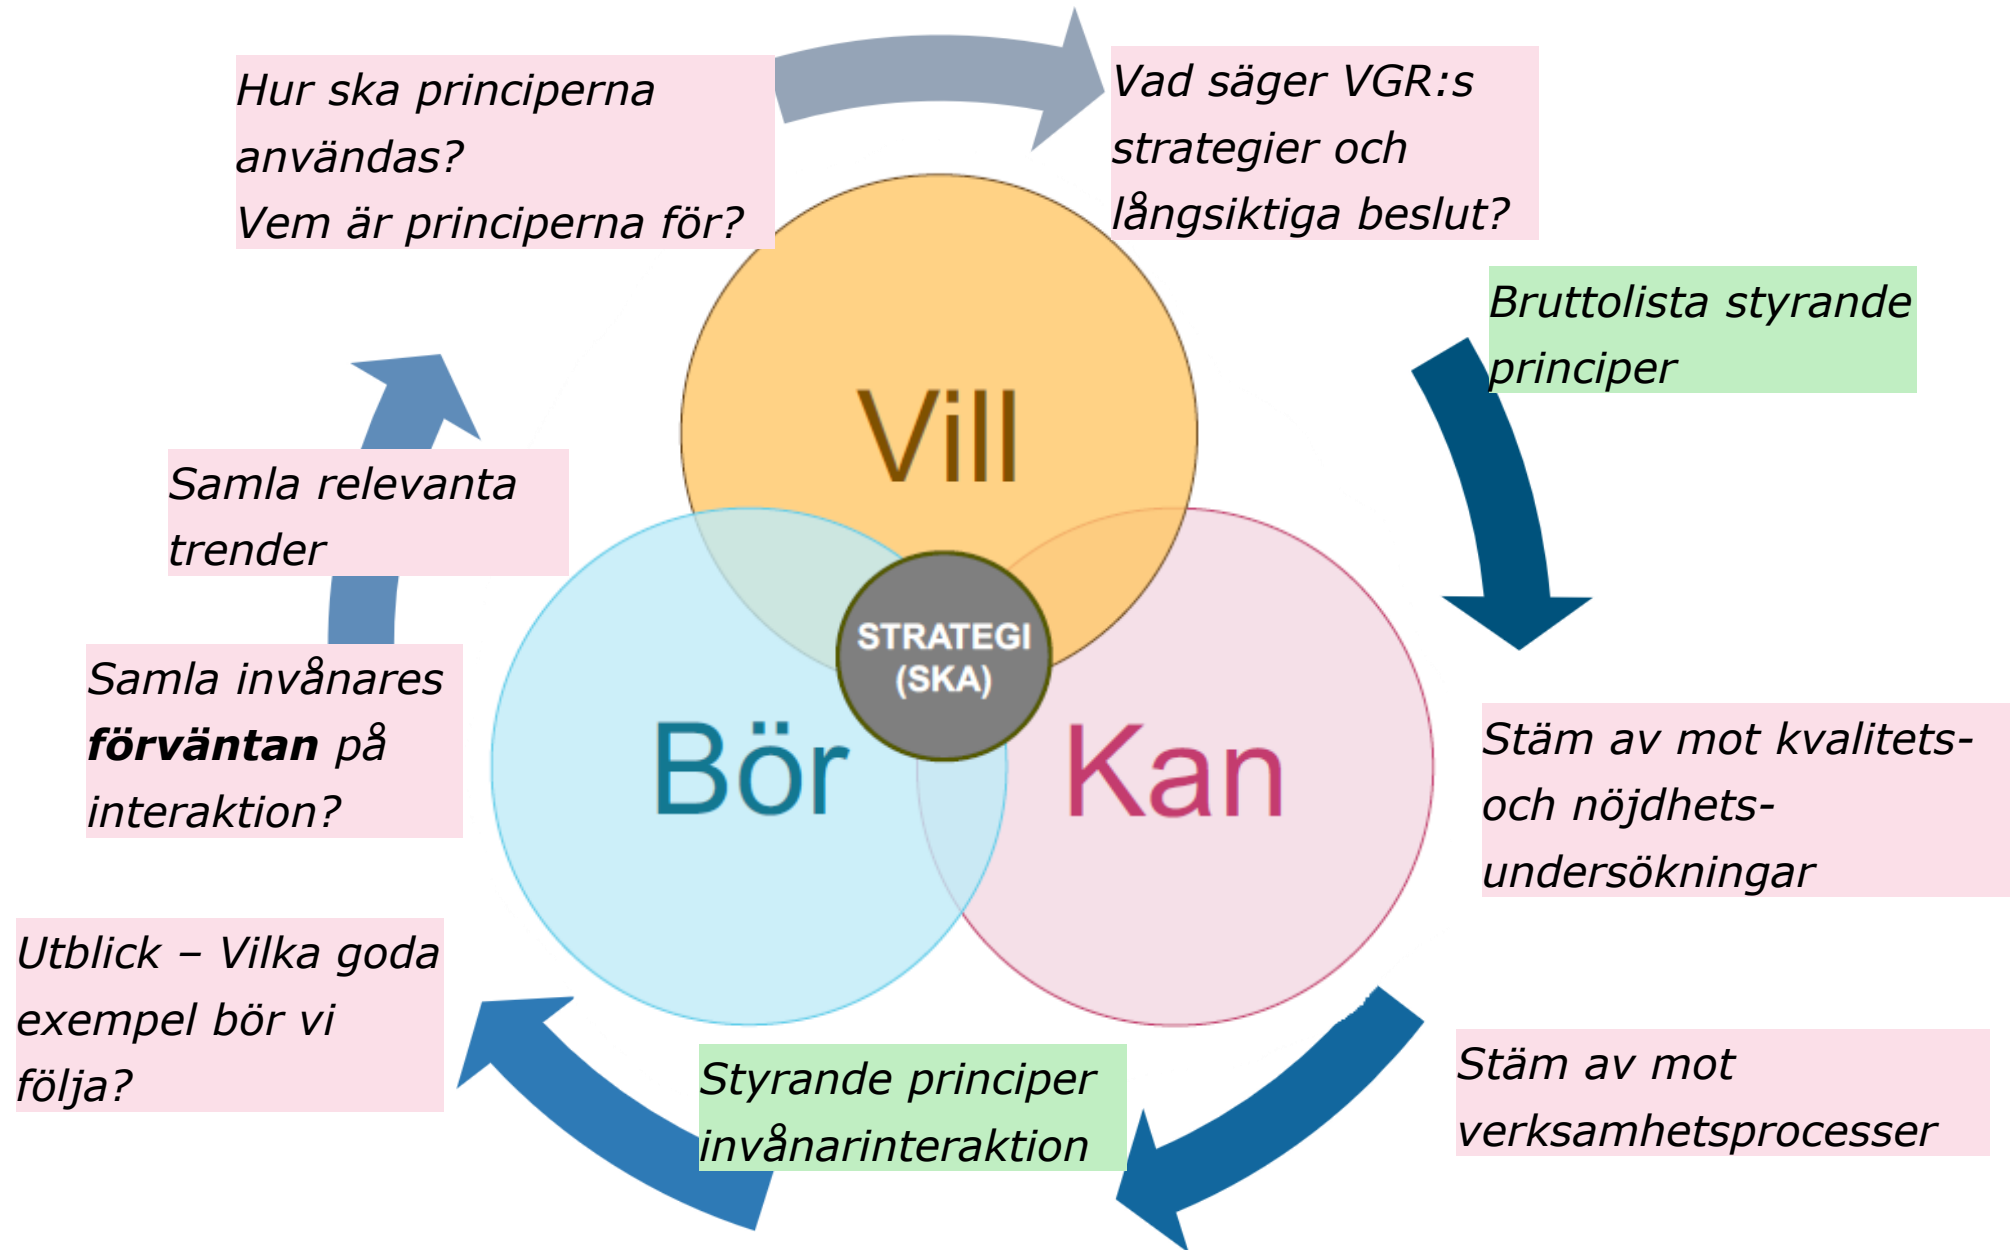 Hur ska principerna
användas?
Vem är principerna för?
Vad säger VGR:s
strategier och
långsiktiga beslut?
Bruttolista styrande
principer
Vill
Samla relevanta
trender
STRATEGI
(SKA)
Samla invånares
förväntan på
interaktion?
Bör
Kan
Stäm av mot kvalitets-
och nöjdhets-
undersökningar
Utblick – Vilka goda
exempel bör vi
följa?
Styrande principer
invånarinteraktion
Stäm av mot
verksamhetsprocesser